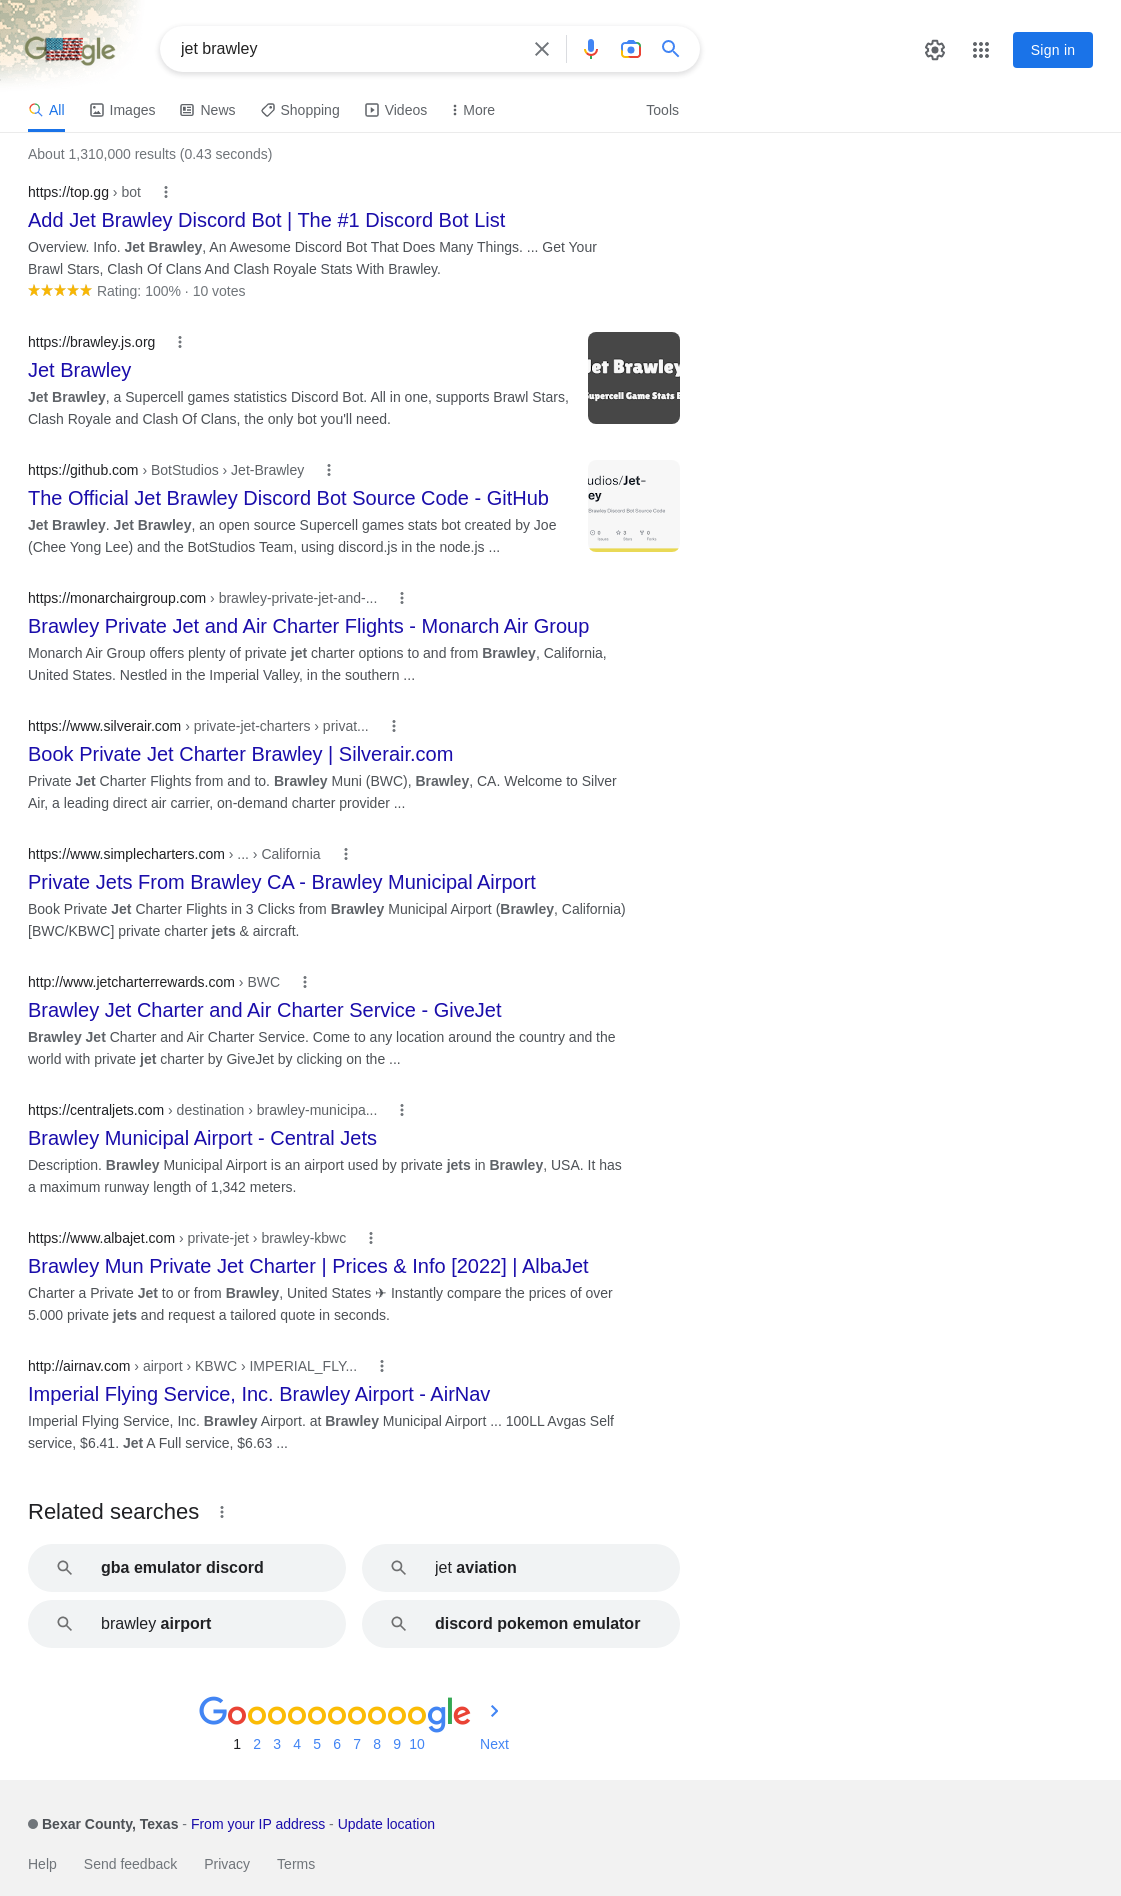 Google
jet brawley
Sign in
All Images News Shopping Videos More Tools
About 1,310,000 results (0.43 seconds)
https://top.gg › bot
Add Jet Brawley Discord Bot | The #1 Discord Bot List
Overview. Info. Jet Brawley, An Awesome Discord Bot That Does Many Things. ... Get Your
Brawl Stars, Clash Of Clans And Clash Royale Stats With Brawley.
Rating: 100% · 10 votes
https://brawley.js.org
Jet Brawley
Jet Brawley, a Supercell games statistics Discord Bot. All in one, supports Brawl Stars,
Clash Royale and Clash Of Clans, the only bot you'll need.
Jet Brawley
Supercell Game Stats B
https://github.com › BotStudios › Jet-Brawley
The Official Jet Brawley Discord Bot Source Code - GitHub
Jet Brawley. Jet Brawley, an open source Supercell games stats bot created by Joe
(Chee Yong Lee) and the BotStudios Team, using discord.js in the node.js ...
udios/Jet-
ey
Brawley Discord Bot Source Code
https://monarchairgroup.com › brawley-private-jet-and-...
Brawley Private Jet and Air Charter Flights - Monarch Air Group
Monarch Air Group offers plenty of private jet charter options to and from Brawley, California,
United States. Nestled in the Imperial Valley, in the southern ...
https://www.silverair.com › private-jet-charters › privat...
Book Private Jet Charter Brawley | Silverair.com
Private Jet Charter Flights from and to. Brawley Muni (BWC), Brawley, CA. Welcome to Silver
Air, a leading direct air carrier, on-demand charter provider ...
https://www.simplecharters.com › ... › California
Private Jets From Brawley CA - Brawley Municipal Airport
Book Private Jet Charter Flights in 3 Clicks from Brawley Municipal Airport (Brawley, California)
[BWC/KBWC] private charter jets & aircraft.
http://www.jetcharterrewards.com › BWC
Brawley Jet Charter and Air Charter Service - GiveJet
Brawley Jet Charter and Air Charter Service. Come to any location around the country and the
world with private jet charter by GiveJet by clicking on the ...
https://centraljets.com › destination › brawley-municipa...
Brawley Municipal Airport - Central Jets
Description. Brawley Municipal Airport is an airport used by private jets in Brawley, USA. It has
a maximum runway length of 1,342 meters.
https://www.albajet.com › private-jet › brawley-kbwc
Brawley Mun Private Jet Charter | Prices & Info [2022] | AlbaJet
Charter a Private Jet to or from Brawley, United States ✈ Instantly compare the prices of over
5.000 private jets and request a tailored quote in seconds.
http://airnav.com › airport › KBWC › IMPERIAL_FLY...
Imperial Flying Service, Inc. Brawley Airport - AirNav
Imperial Flying Service, Inc. Brawley Airport. at Brawley Municipal Airport ... 100LL Avgas Self
service, $6.41. Jet A Full service, $6.63 ...
Related searches
gba emulator discord
jet aviation
brawley airport
discord pokemon emulator
Goooooooooogle
1 2 3 4 5 6 7 8 9 10 Next
Bexar County, Texas - From your IP address - Update location
Help Send feedback Privacy Terms